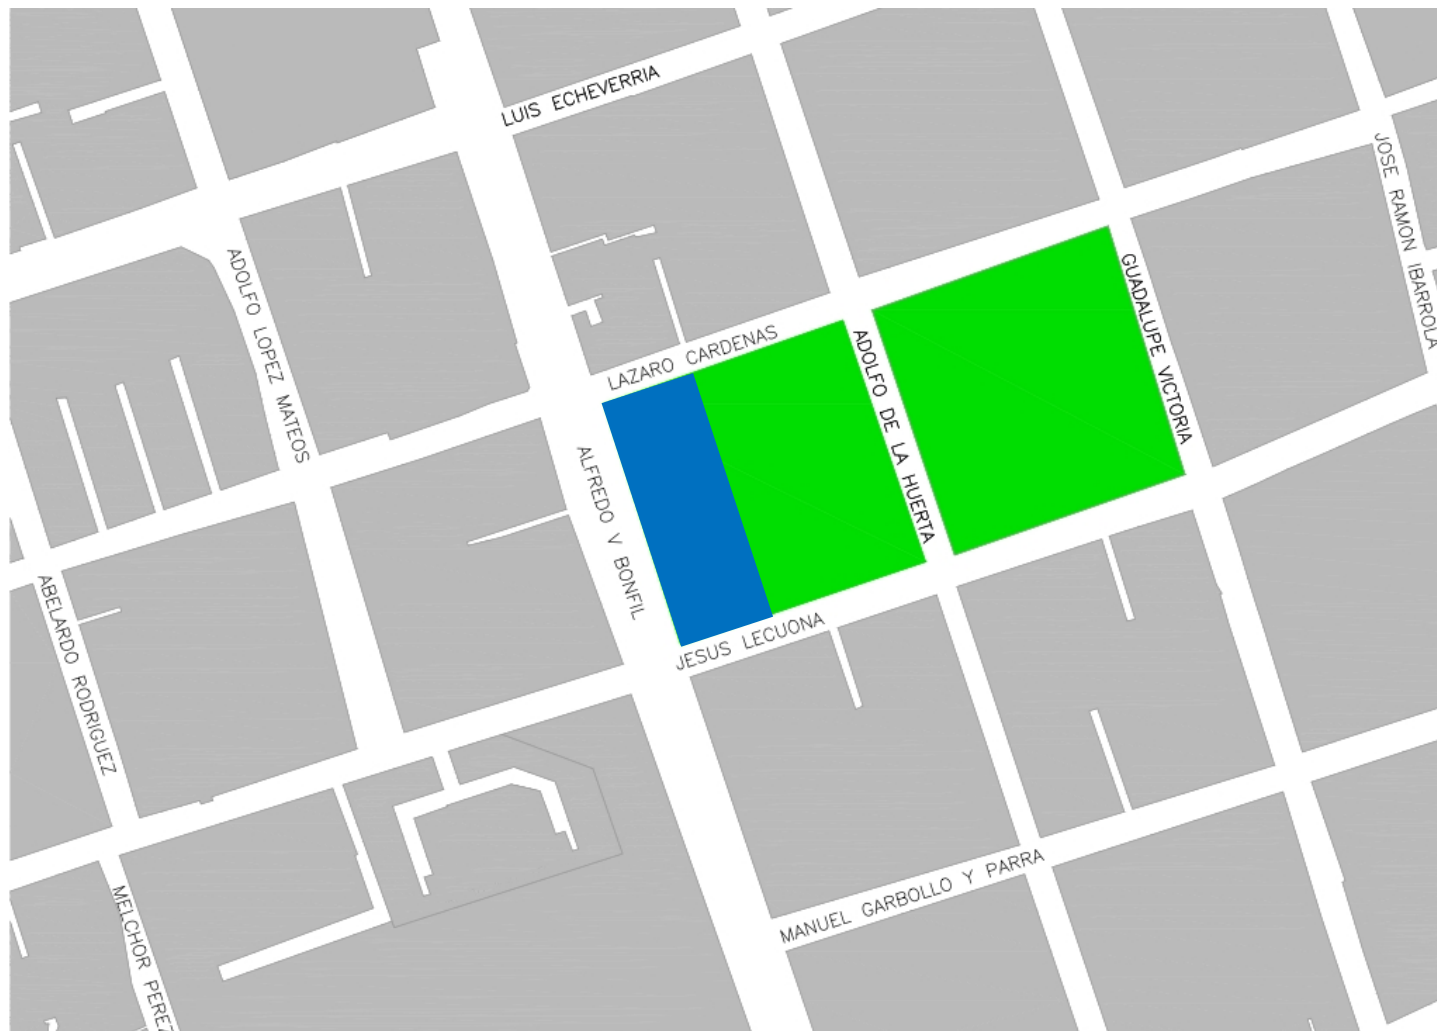 LUIS ECHEVERRIA
JOSE RAMON IBARROLA
ADOLFO LOPEZ MATEOS
GUADALUPE VICTORIA
LAZARO CARDENAS
ADOLFO DE LA HUERTA
ALFREDO V BONFIL
ABELARDO RODRIGUEZ
JESUS LECUONA
MANUEL GARBOLLO Y PARRA
MELCHOR PEREZ